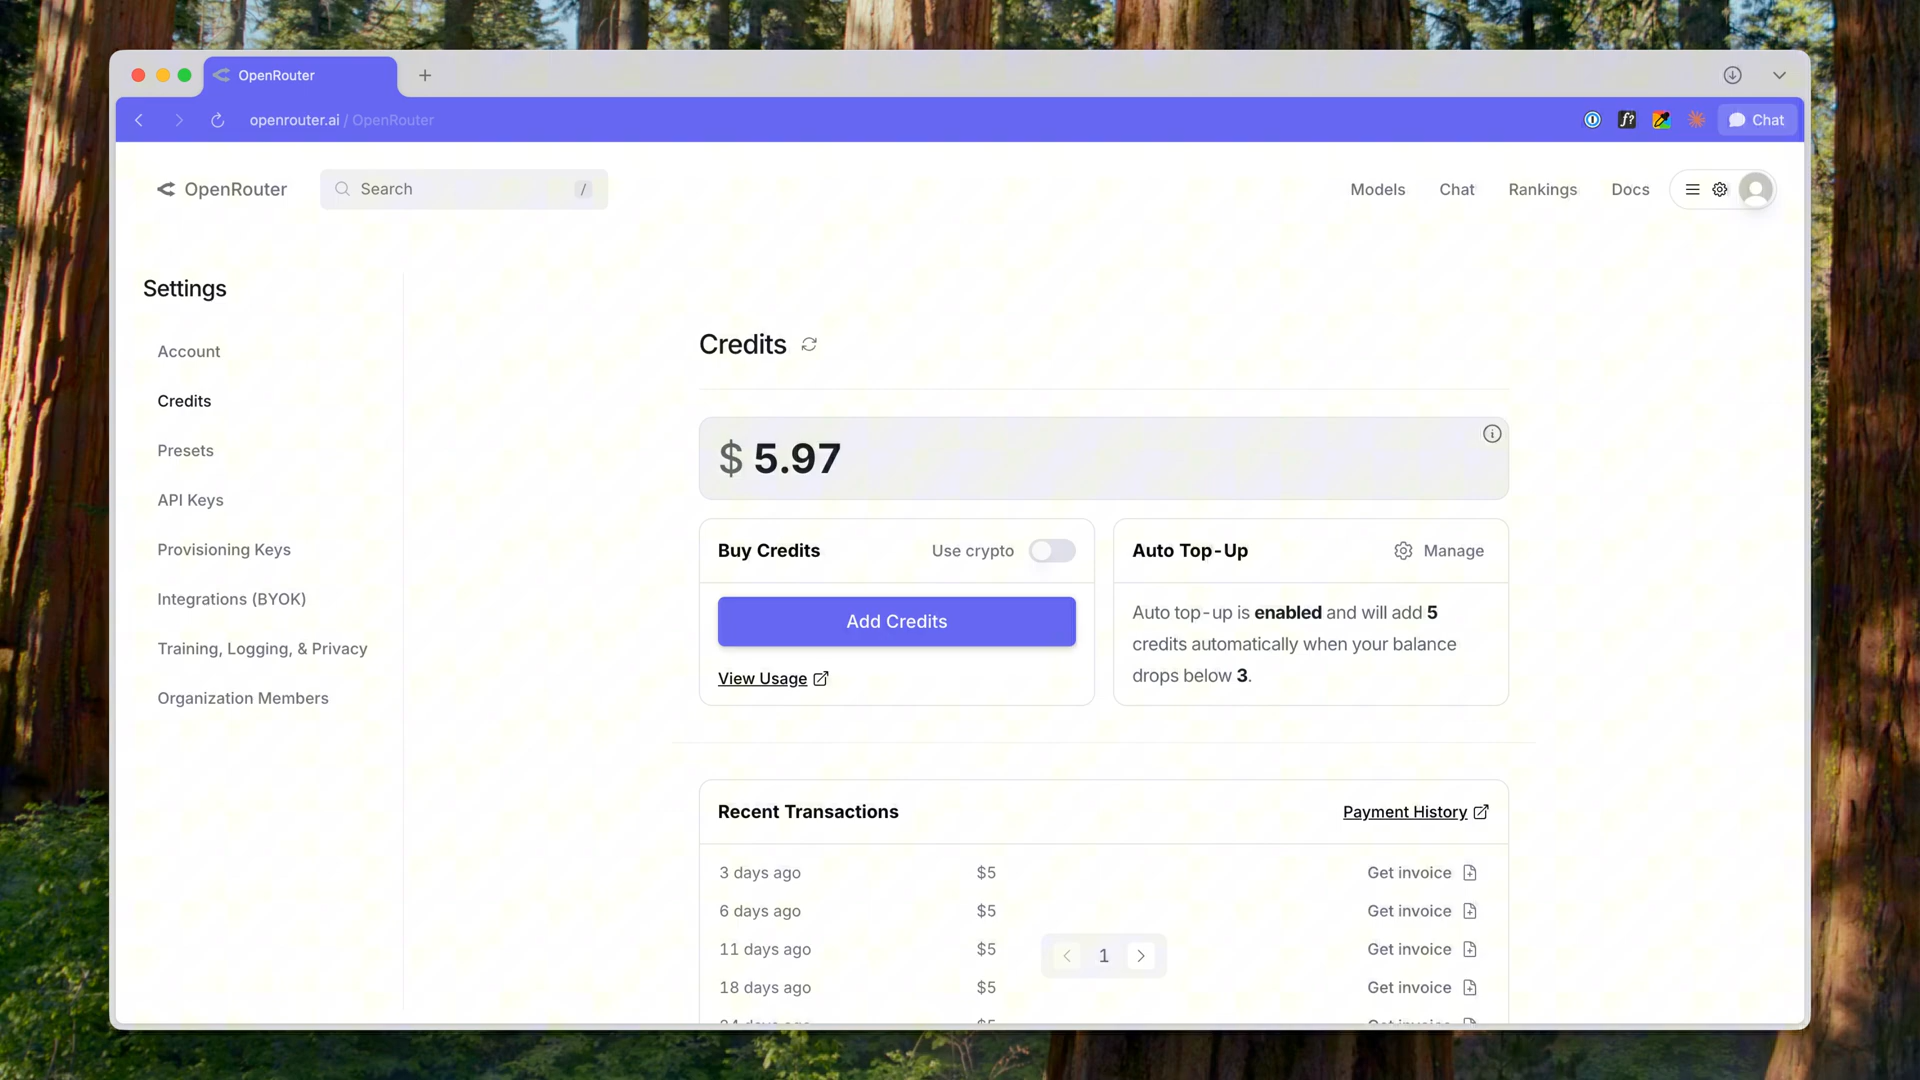 OpenRouter
openrouter.ai / OpenRouter
Chat
OpenRouter
Search
/
Models
Chat
Rankings
Docs
Settings
Account
Credits
Presets
API Keys
Provisioning Keys
Integrations (BYOK)
Training, Logging, & Privacy
Organization Members
Credits
$ 5.97
Buy Credits
Use crypto
Add Credits
View Usage
Auto Top-Up
Manage
Auto top-up is enabled and will add 5
credits automatically when your balance
drops below 3.
Recent Transactions
Payment History
3 days ago $5 Get invoice
6 days ago $5 Get invoice
11 days ago $5 Get invoice
1
18 days ago $5 Get invoice